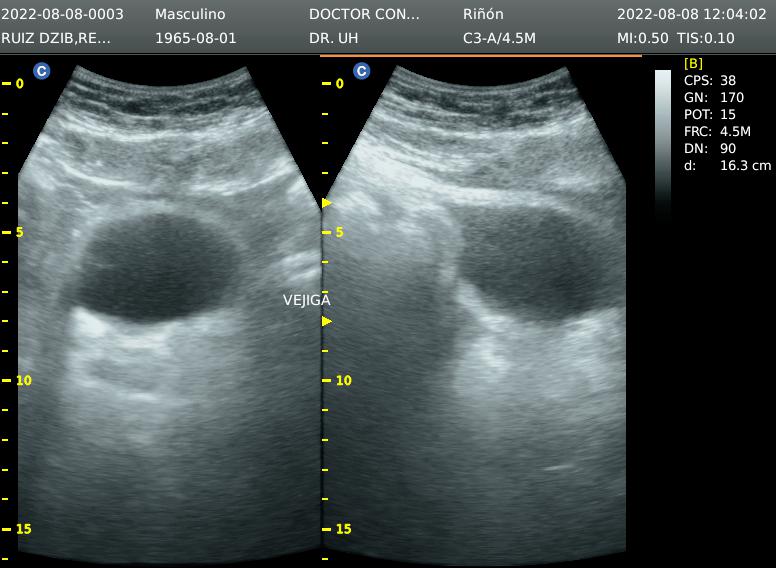 2022-08-08-0003 Masculino DOCTOR CON... Riñón 2022-08-08 12:04:02
RUIZ DZIB,RE... 1965-08-01 DR. UH C3-A/4.5M MI:0.50 TIS:0.10
C
C
0
0
5
5
10
10
15
15
VEJIGA
[B]
CPS: 38
GN: 170
POT: 15
FRC: 4.5M
DN: 90
d: 16.3 cm